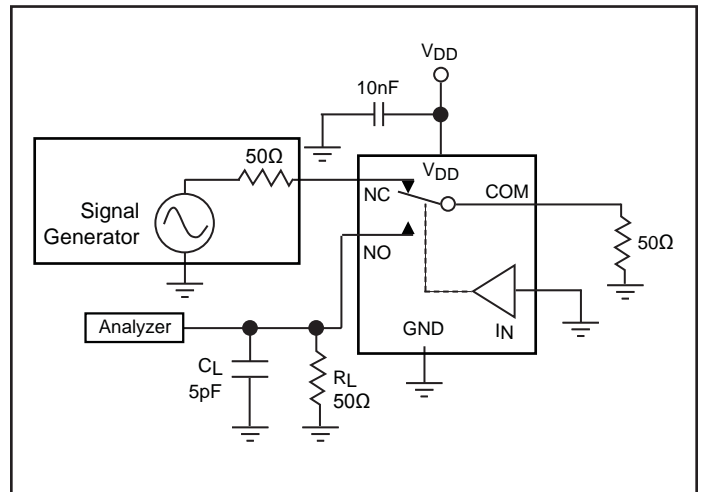 VDD
10nF
50Ω
VDD
NC
COM
Signal
Generator
NO
50Ω
Analyzer
GND
IN
CL
5pF
RL
50Ω